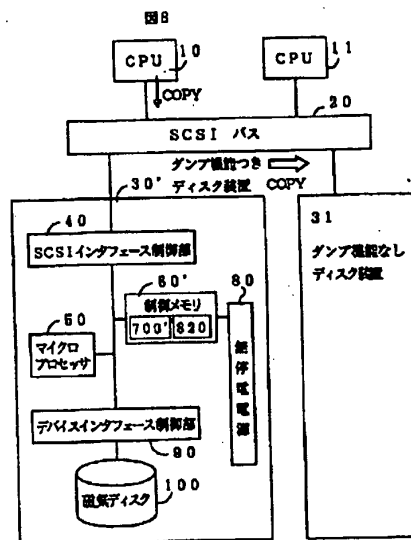 図8
CPU
10
COPY
CPU
11
20
SCSI バス
ダンプ機能つき
ディスク装置
COPY
30'
40
SCSIインタフェース制御部
60'
制御メモリ
700'
820
80
無停電電源
50
マイクロ
プロセッサ
デバイスインタフェース制御部
90
磁気ディスク
100
31
ダンプ機能なし
ディスク装置